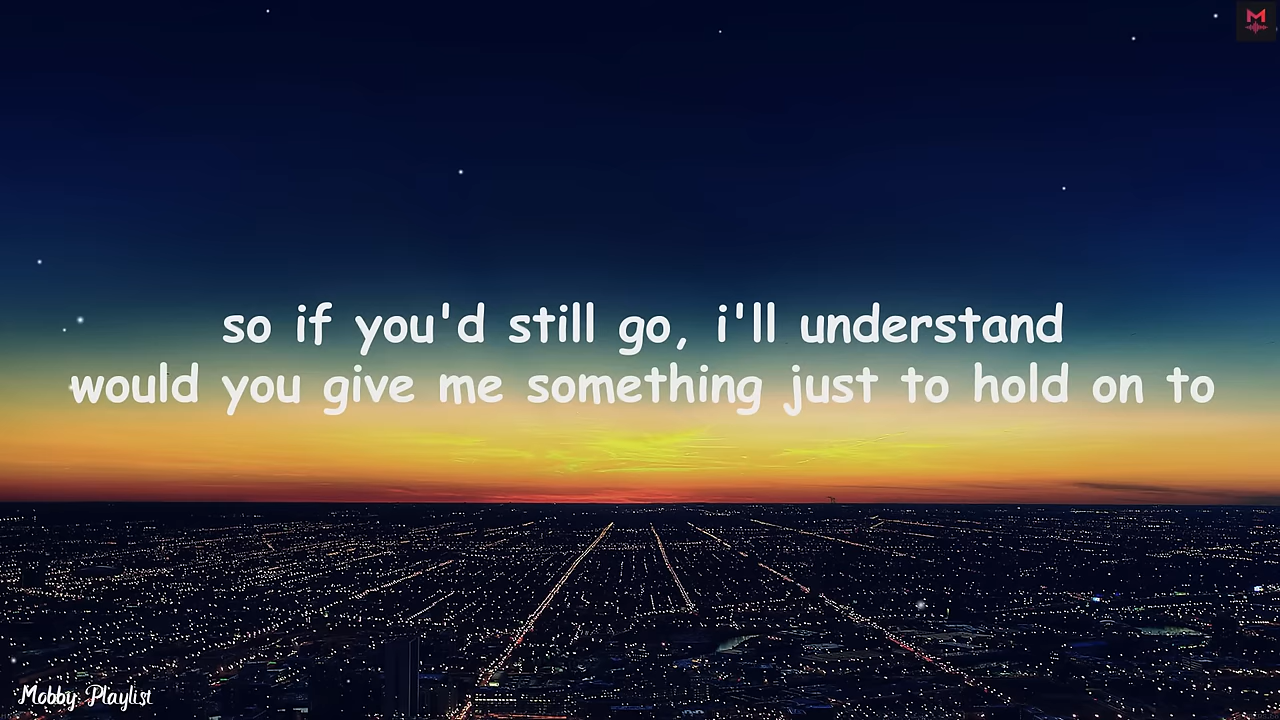 M
so if you'd still go, i'll understand
would you give me something just to hold on to
Mobby Playlist